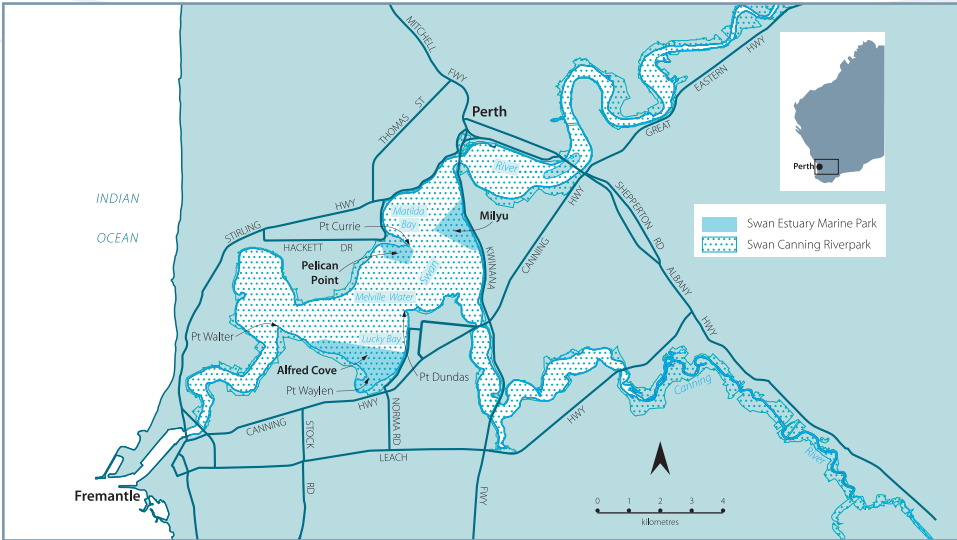 MITCHELL
FWY
THOMAS ST
Perth
GREAT
EASTERN
HWY
River
Perth
INDIAN
OCEAN
STIRLING
HWY
Pt Currie
Matilda
Bay
Milyu
HACKETT DR
Pelican
Point
Swan
KWINANA
CANNING
HWY
SHEPPERTON
RD
ALBANY
HWY
Swan Estuary Marine Park
Swan Canning Riverpark
Melville Water
Pt Walter
Lucky Bay
Alfred Cove
Pt Dundas
Pt Waylen
HWY
CANNING
STOCK
RD
NORMA RD
LEACH
HWY
FWY
Canning
River
Fremantle
0 1 2 3 4
kilometres